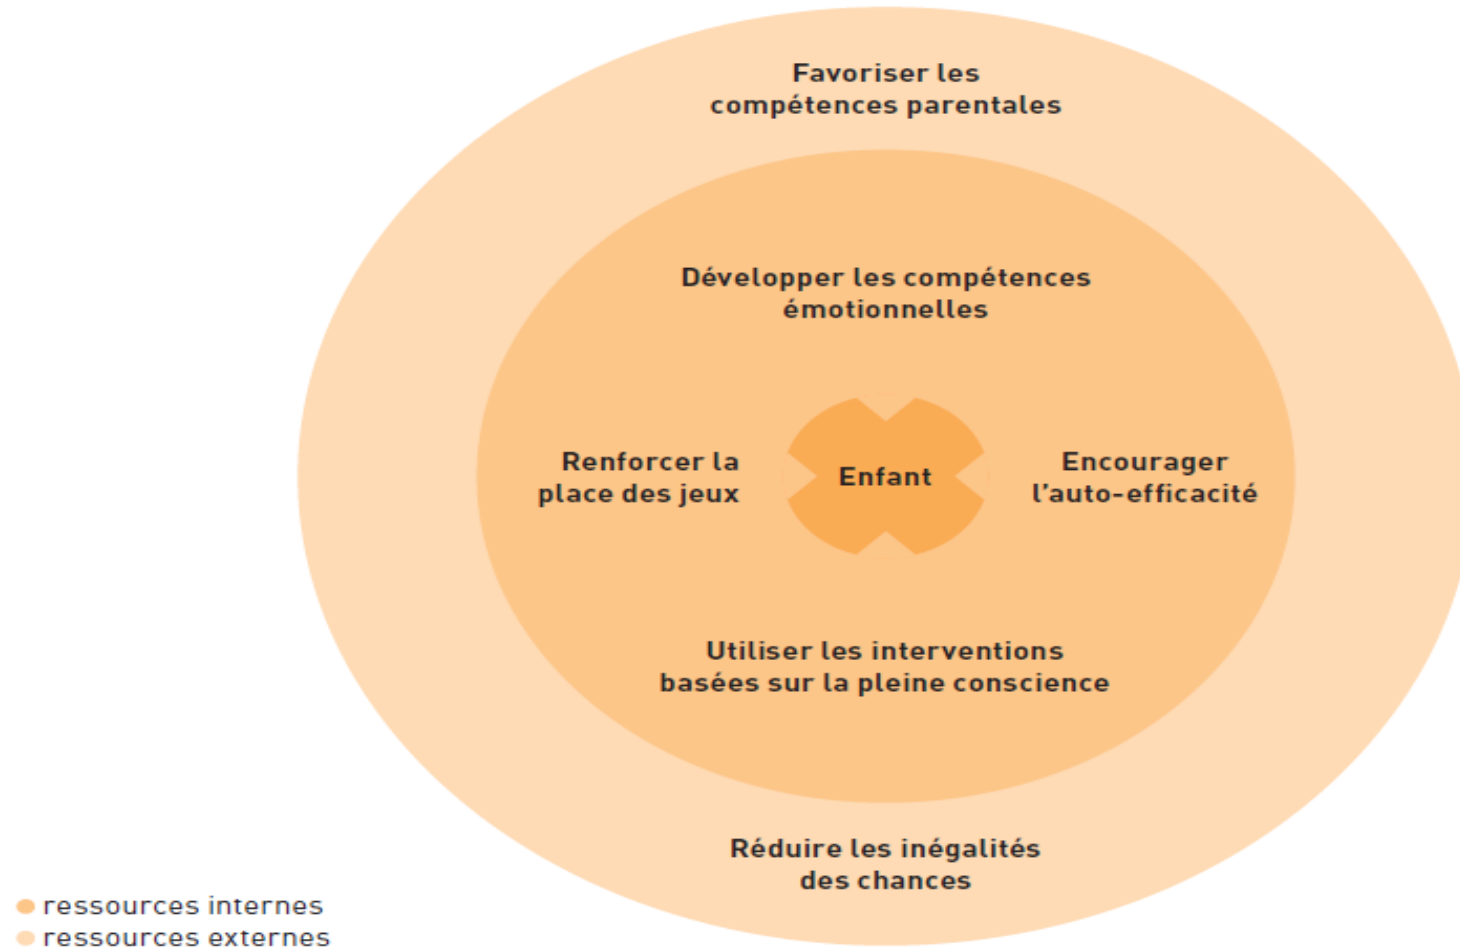 Favoriser les
compétences parentales
Développer les compétences
émotionnelles
Renforcer la
place des jeux
Enfant
Encourager
l'auto-efficacité
Utiliser les interventions
basées sur la pleine conscience
Réduire les inégalités
des chances
ressources internes
ressources externes